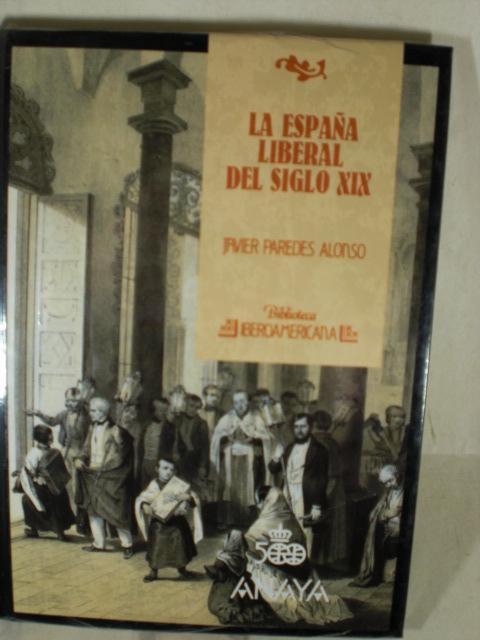 LA ESPAÑA
LIBERAL
DEL SIGLO XIX
JAVIER PAREDES ALONSO
Biblioteca
IBEROAMERICANA
500
ANAYA